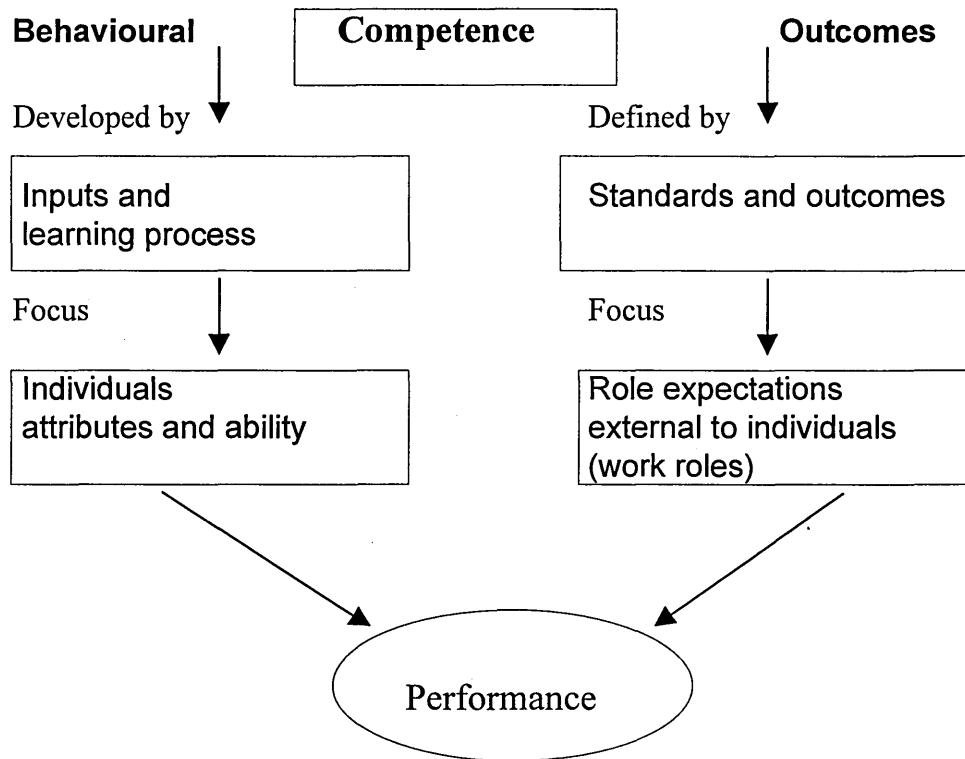 Behavioural
Competence
Outcomes
Developed by
Defined by
Inputs and
learning process
Standards and outcomes
Focus
Focus
Individuals
attributes and ability
Role expectations
external to individuals
(work roles)
Performance